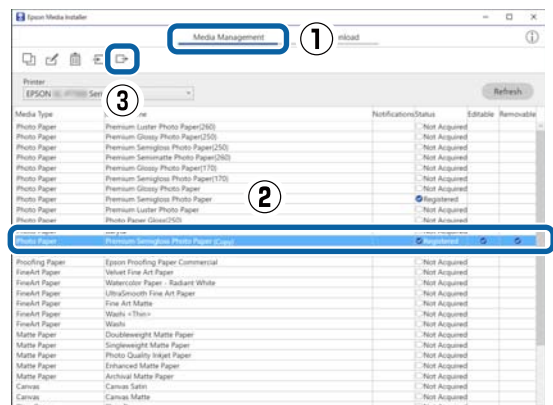 Epson Media Installer
Media Management
nload
①
Printer
EPSON Seri
Refresh
③
Media Type me Notifications Status Editable Removable
Photo Paper Premium Luster Photo Paper(260) Not Acquired
Photo Paper Premium Glossy Photo Paper(250) Not Acquired
Photo Paper Premium Semigloss Photo Paper(250) Not Acquired
Photo Paper Premium Semimatte Photo Paper(260) Not Acquired
Photo Paper Premium Glossy Photo Paper(170) Not Acquired
Photo Paper Premium Semigloss Photo Paper(170) Not Acquired
Photo Paper Premium Glossy Photo Paper Not Acquired
Photo Paper Premium Semigloss Photo Paper Registered
Photo Paper Premium Luster Photo Paper Not Acquired
Photo Paper Photo Paper Gloss(250) Not Acquired
②
Photo Paper Premium Semigloss Photo Paper (Copy) Registered
Proofing Paper Epson Proofing Paper Commercial Not Acquired
FineArt Paper Velvet Fine Art Paper Not Acquired
FineArt Paper Watercolor Paper - Radiant White Not Acquired
FineArt Paper UltraSmooth Fine Art Paper Not Acquired
FineArt Paper Fine Art Matte Not Acquired
FineArt Paper Washi <Thin> Not Acquired
FineArt Paper Washi Not Acquired
Matte Paper Doubleweight Matte Paper Not Acquired
Matte Paper Singleweight Matte Paper Not Acquired
Matte Paper Photo Quality Inkjet Paper Not Acquired
Matte Paper Enhanced Matte Paper Not Acquired
Matte Paper Archival Matte Paper Not Acquired
Canvas Canvas Satin Not Acquired
Canvas Canvas Matte Not Acquired